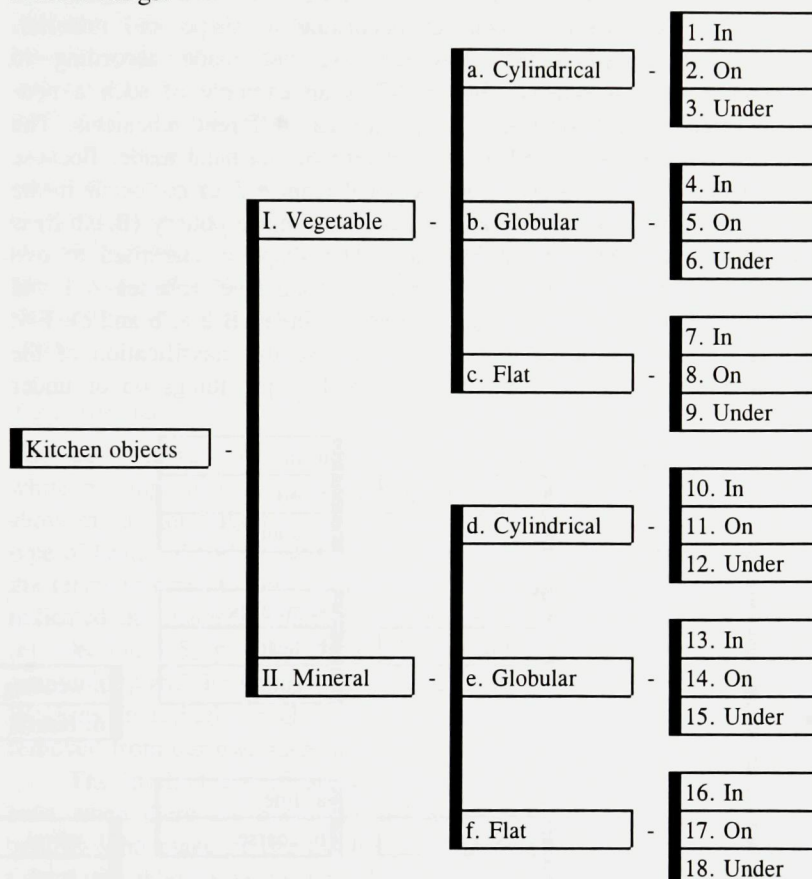 1. In
a. Cylindrical - 2. On
3. Under
4. In
I. Vegetable - b. Globular - 5. On
6. Under
7. In
c. Flat - 8. On
9. Under
Kitchen objects -
10. In
d. Cylindrical - 11. On
12. Under
13. In
II. Mineral - e. Globular - 14. On
15. Under
16. In
f. Flat - 17. On
18. Under